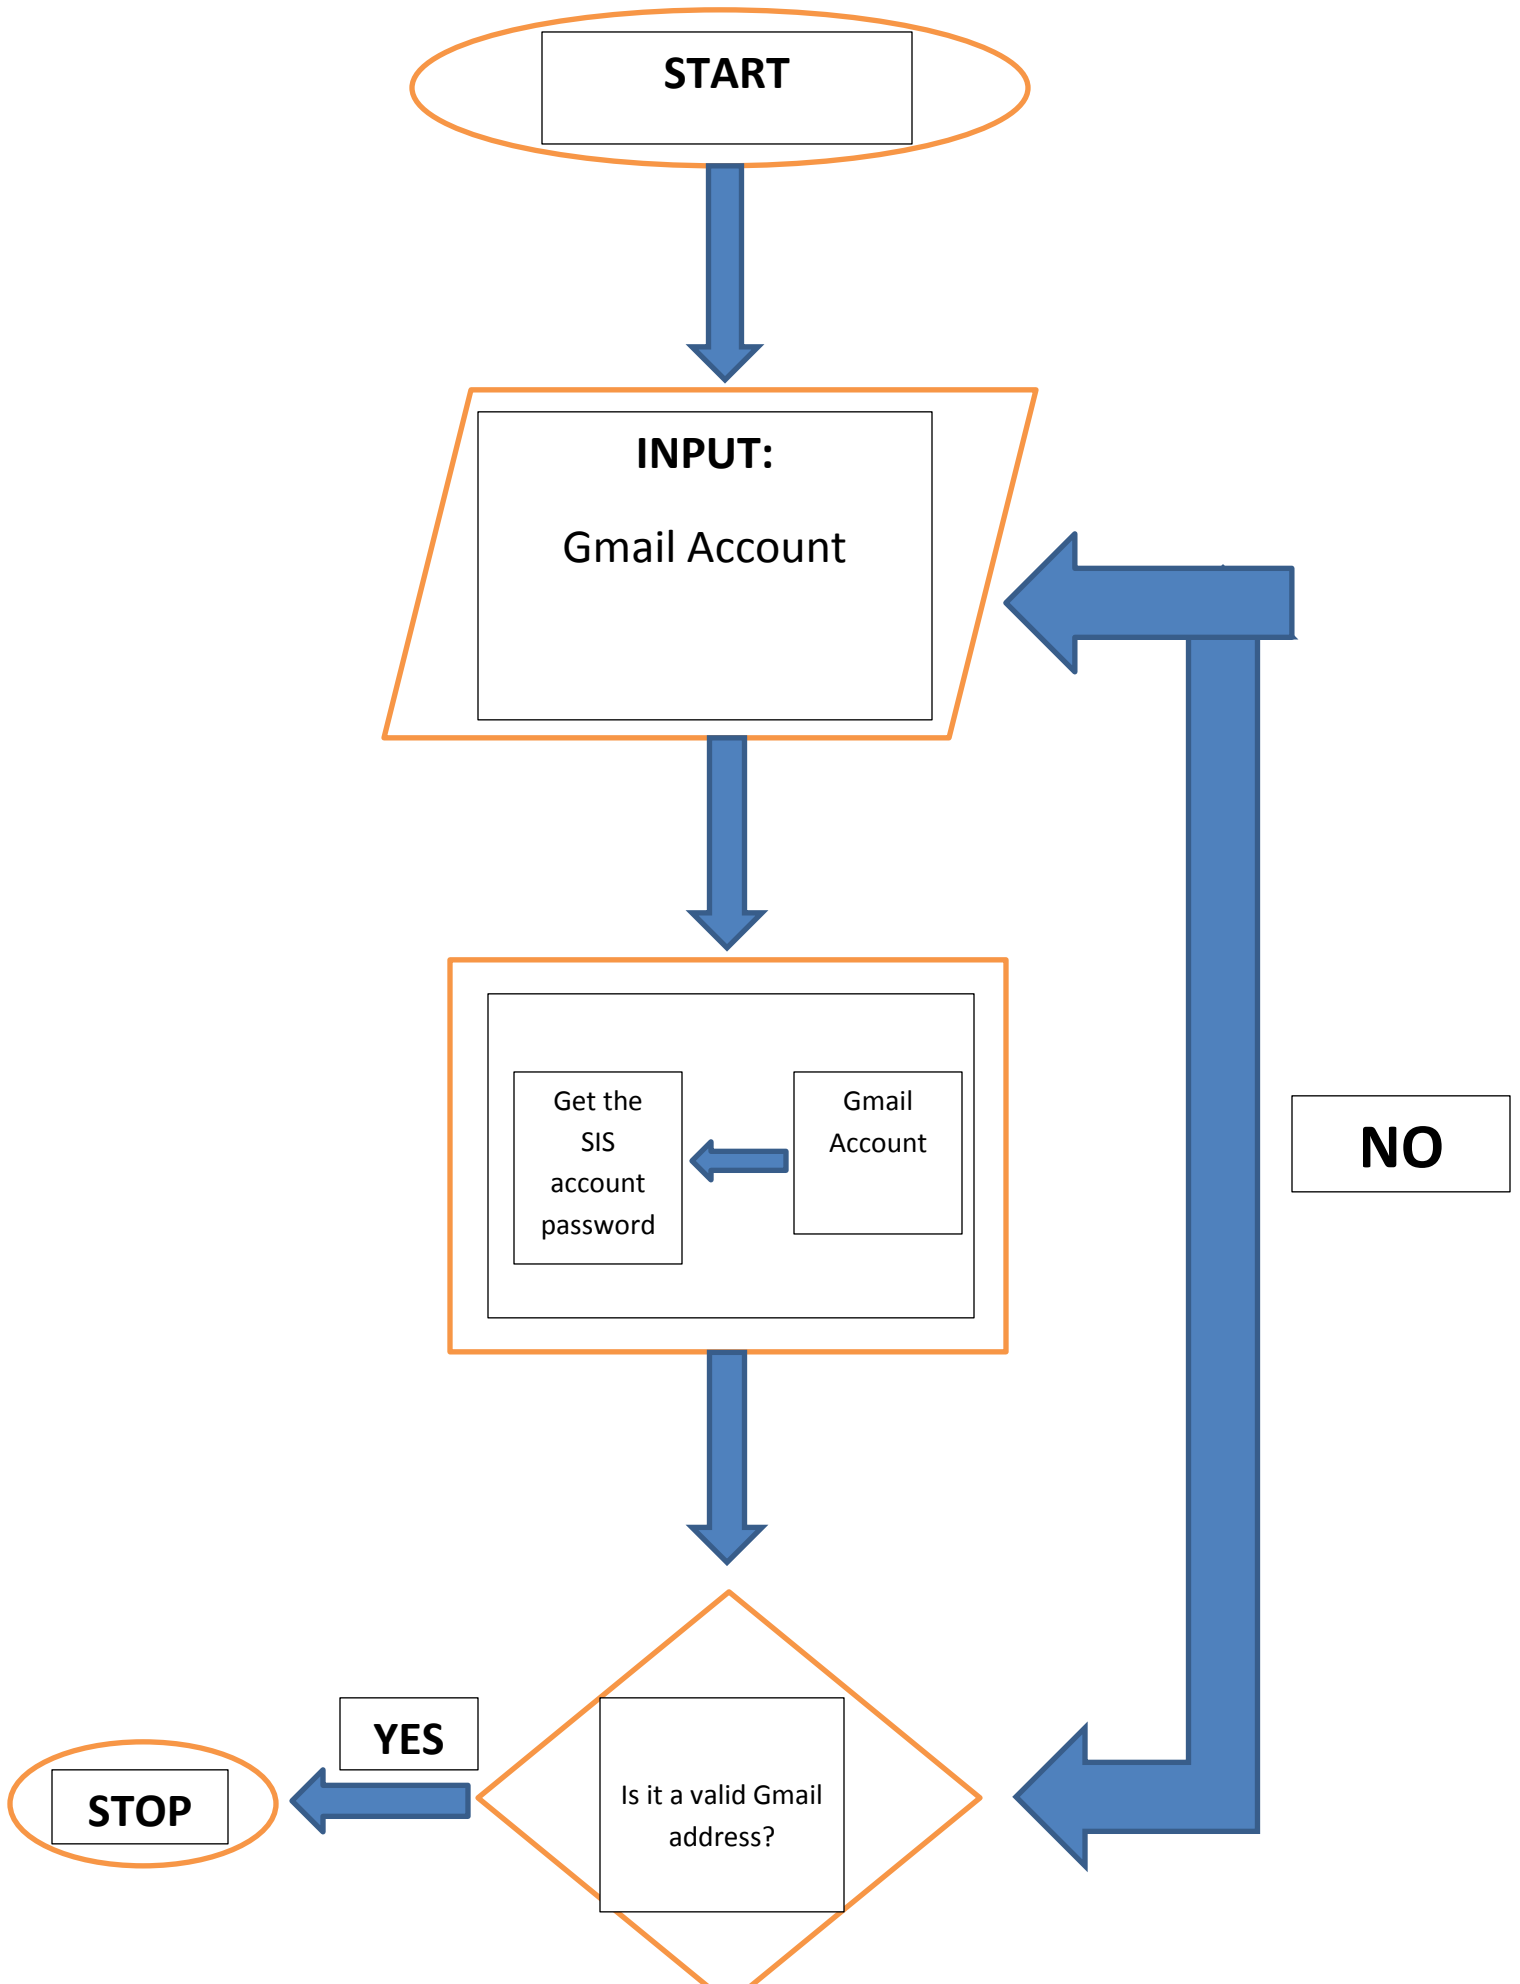 START
INPUT:
Gmail Account
Get the
SIS
account
password
Gmail
Account
NO
YES
STOP
Is it a valid Gmail
address?